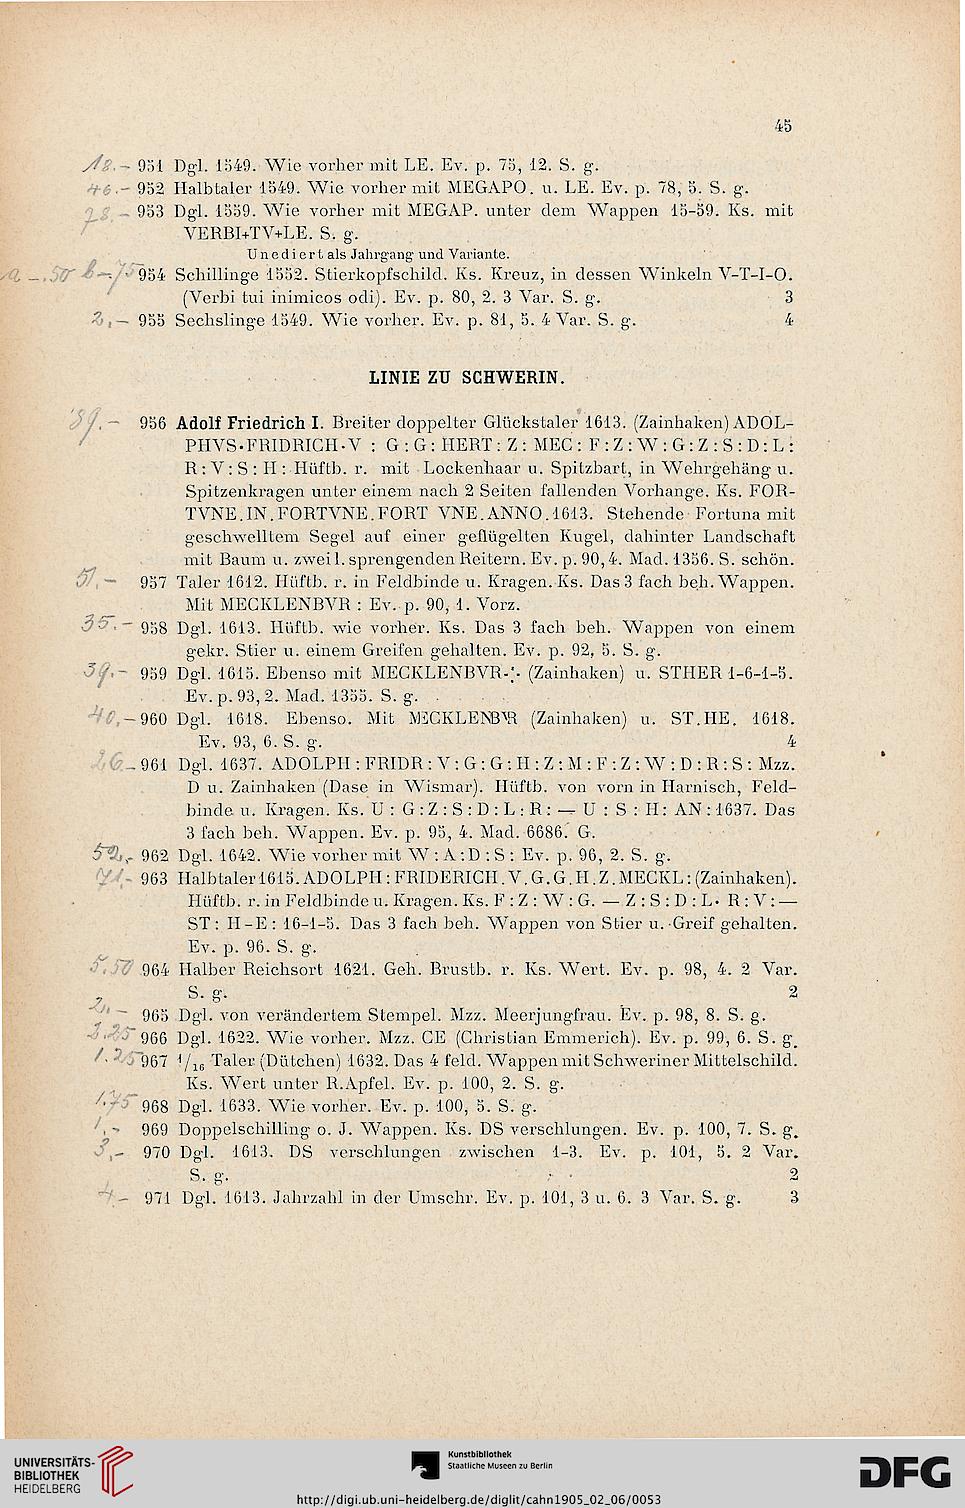 45
18.— 951 Dgl. 1549. Wie vorher mit LE. Ev. p. 75, 12. S. g.
46.— 952 Halbtaler 1549. Wie vorher mit MEGAPO. u. LE. Ev. p. 78, 5. S. g.
953 Dgl. 1559. Wie vorher mit MEGAP. unter dem Wappen 15-59. Ks. mit
VERBI+TV+LE. S. g.
Unediert als Jahrgang und Variante.
a —.50 b —.75 954 Schillinge 1552. Stierkopfschild. Ks. Kreuz, in dessen Winkeln V-T-I-O.
(Verbi tui inimicos odi). Ev. p. 80, 2. 3 Var. S. g. 3
2,— 955 Sechslinge 1549. Wie vorher. Ev. p. 81, 5. 4 Var. S. g. 4
LINIE ZU SCHWERIN.
956 Adolf Friedrich I. Breiter doppelter Glückstaler 1613. (Zainhaken) ADOL-
PHVS•FRIDRICH•V : G : G : HERT : Z : MEC : F : Z : W : G : Z : S : D : L :
R : V : S : H : Hüftb. r. mit Lockenhaar u. Spitzbart, in Wehrgehäng u.
Spitzenkragen unter einem nach 2 Seiten fallenden Vorhange. Ks. FOR-
TVNE.IN.FORTVNE.FORT VNE.ANNO.1613. Stehende Fortuna mit
geschwelltem Segel auf einer geflügelten Kugel, dahinter Landschaft
mit Baum u. zwei l. sprengenden Reitern. Ev. p. 90, 4. Mad. 1356. S. schön.
51.— 957 Taler 1612. Hüftb. r. in Feldbinde u. Kragen. Ks. Das 3 fach beh. Wappen.
Mit MECKLENBVR : Ev. p. 90, 1. Vorz.
35.— 958 Dgl. 1613. Hüftb. wie vorher. Ks. Das 3 fach beh. Wappen von einem
gekr. Stier u. einem Greifen gehalten. Ev. p. 92, 5. S. g.
39.— 959 Dgl. 1615. Ebenso mit MECKLENBVR-:- (Zainhaken) u. STHER 1-6-1-5.
Ev. p. 93, 2. Mad. 1355. S. g.
40,— 960 Dgl. 1618. Ebenso. Mit MECKLENBVR (Zainhaken) u. ST.HE. 1618.
Ev. 93, 6. S. g. 4
26.— 961 Dgl. 1637. ADOLPH : FRIDR : V : G : G : H : Z : M : F : Z : W : D : R : S : Mzz.
D u. Zainhaken (Dase in Wismar). Hüftb. von vorn in Harnisch, Feld-
binde u. Kragen. Ks. U : G : Z : S : D : L : R : — U : S : H : AN : 1637. Das
3 fach beh. Wappen. Ev. p. 95, 4. Mad. 6686. G.
52,— 962 Dgl. 1642. Wie vorher mit W : A : D : S : Ev. p. 96, 2. S. g.
71,— 963 Halbtaler 1615. ADOLPH : FRIDERICH.V.G.G.H.Z.MECKL : (Zainhaken).
Hüftb. r. in Feldbinde u. Kragen. Ks. F : Z : W : G. — Z : S : D : L• R : V : —
ST : H-E : 16-1-5. Das 3 fach beh. Wappen von Stier u. Greif gehalten.
Ev. p. 96. S. g.
5.50 964 Halber Reichsort 1621. Geh. Brustb. r. Ks. Wert. Ev. p. 98, 4. 2 Var.
S. g. 2
2,— 965 Dgl. von verändertem Stempel. Mzz. Meerjungfrau. Ev. p. 98, 8. S. g.
3.25 966 Dgl. 1622. Wie vorher. Mzz. CE (Christian Emmerich). Ev. p. 99, 6. S. g.
1.25 967 1/16 Taler (Dütchen) 1632. Das 4 feld. Wappen mit Schweriner Mittelschild.
Ks. Wert unter R.Apfel. Ev. p. 100, 2. S. g.
1.75 968 Dgl. 1633. Wie vorher. Ev. p. 100, 5. S. g.
1,— 969 Doppelschilling o. J. Wappen. Ks. DS verschlungen. Ev. p. 100, 7. S. g.
3,— 970 Dgl. 1613. DS verschlungen zwischen 1-3. Ev. p. 101, 5. 2 Var.
S. g. 2
4.— 971 Dgl. 1613. Jahrzahl in der Umschr. Ev. p. 101, 3 u. 6. 3 Var. S. g. 3
UNIVERSITÄTS-
BIBLIOTHEK
HEIDELBERG
Kunstbibliothek
Staatliche Museen zu Berlin
DFG
http://digi.ub.uni-heidelberg.de/diglit/cahn1905_02_06/0053